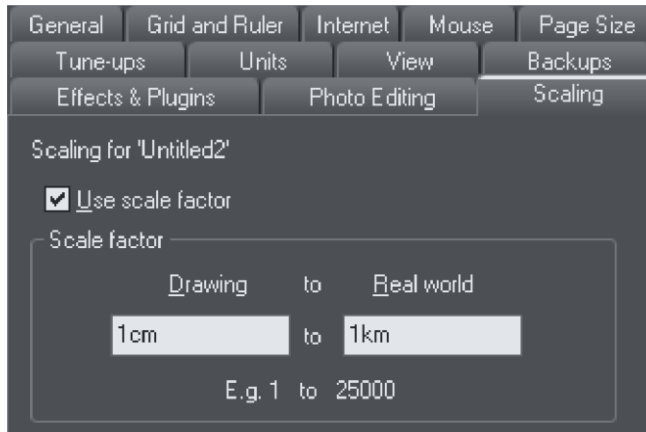 General Grid and Ruler Internet Mouse Page Size
Tune-ups Units View Backups
Effects & Plugins Photo Editing Scaling
Scaling for 'Untitled2'
Use scale factor
Scale factor
Drawing to Real world
1cm to 1km
E.g. 1 to 25000